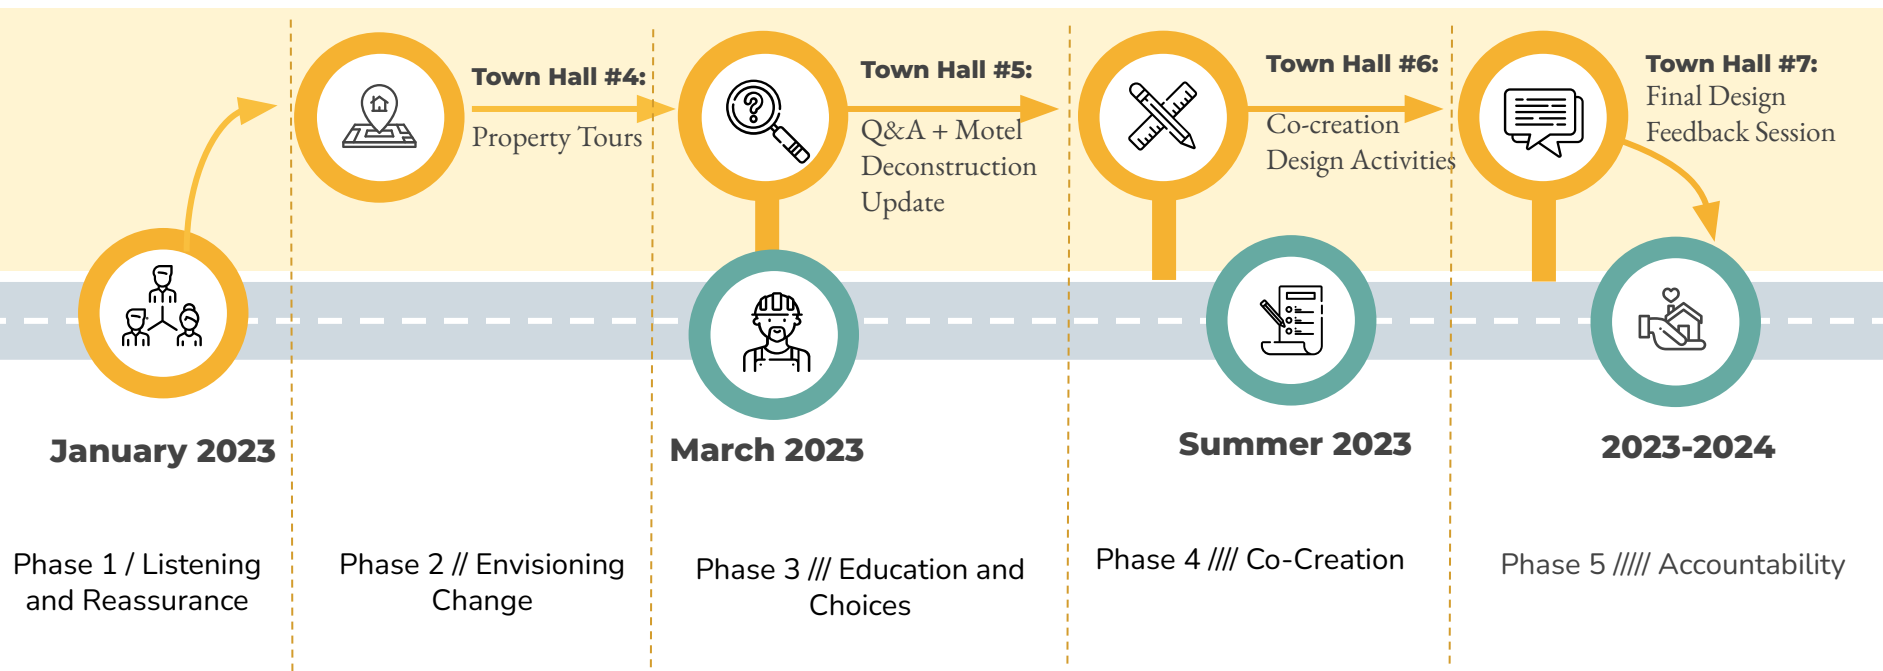 Town Hall #4:
Property Tours
Town Hall #5:
Q&A + Motel
Deconstruction
Update
Town Hall #6:
Co-creation
Design Activities
Town Hall #7:
Final Design
Feedback Session
?
January 2023
March 2023
Summer 2023
2023-2024
Phase 1 / Listening
and Reassurance
Phase 2 // Envisioning
Change
Phase 3 /// Education and
Choices
Phase 4 //// Co-Creation
Phase 5 ///// Accountability